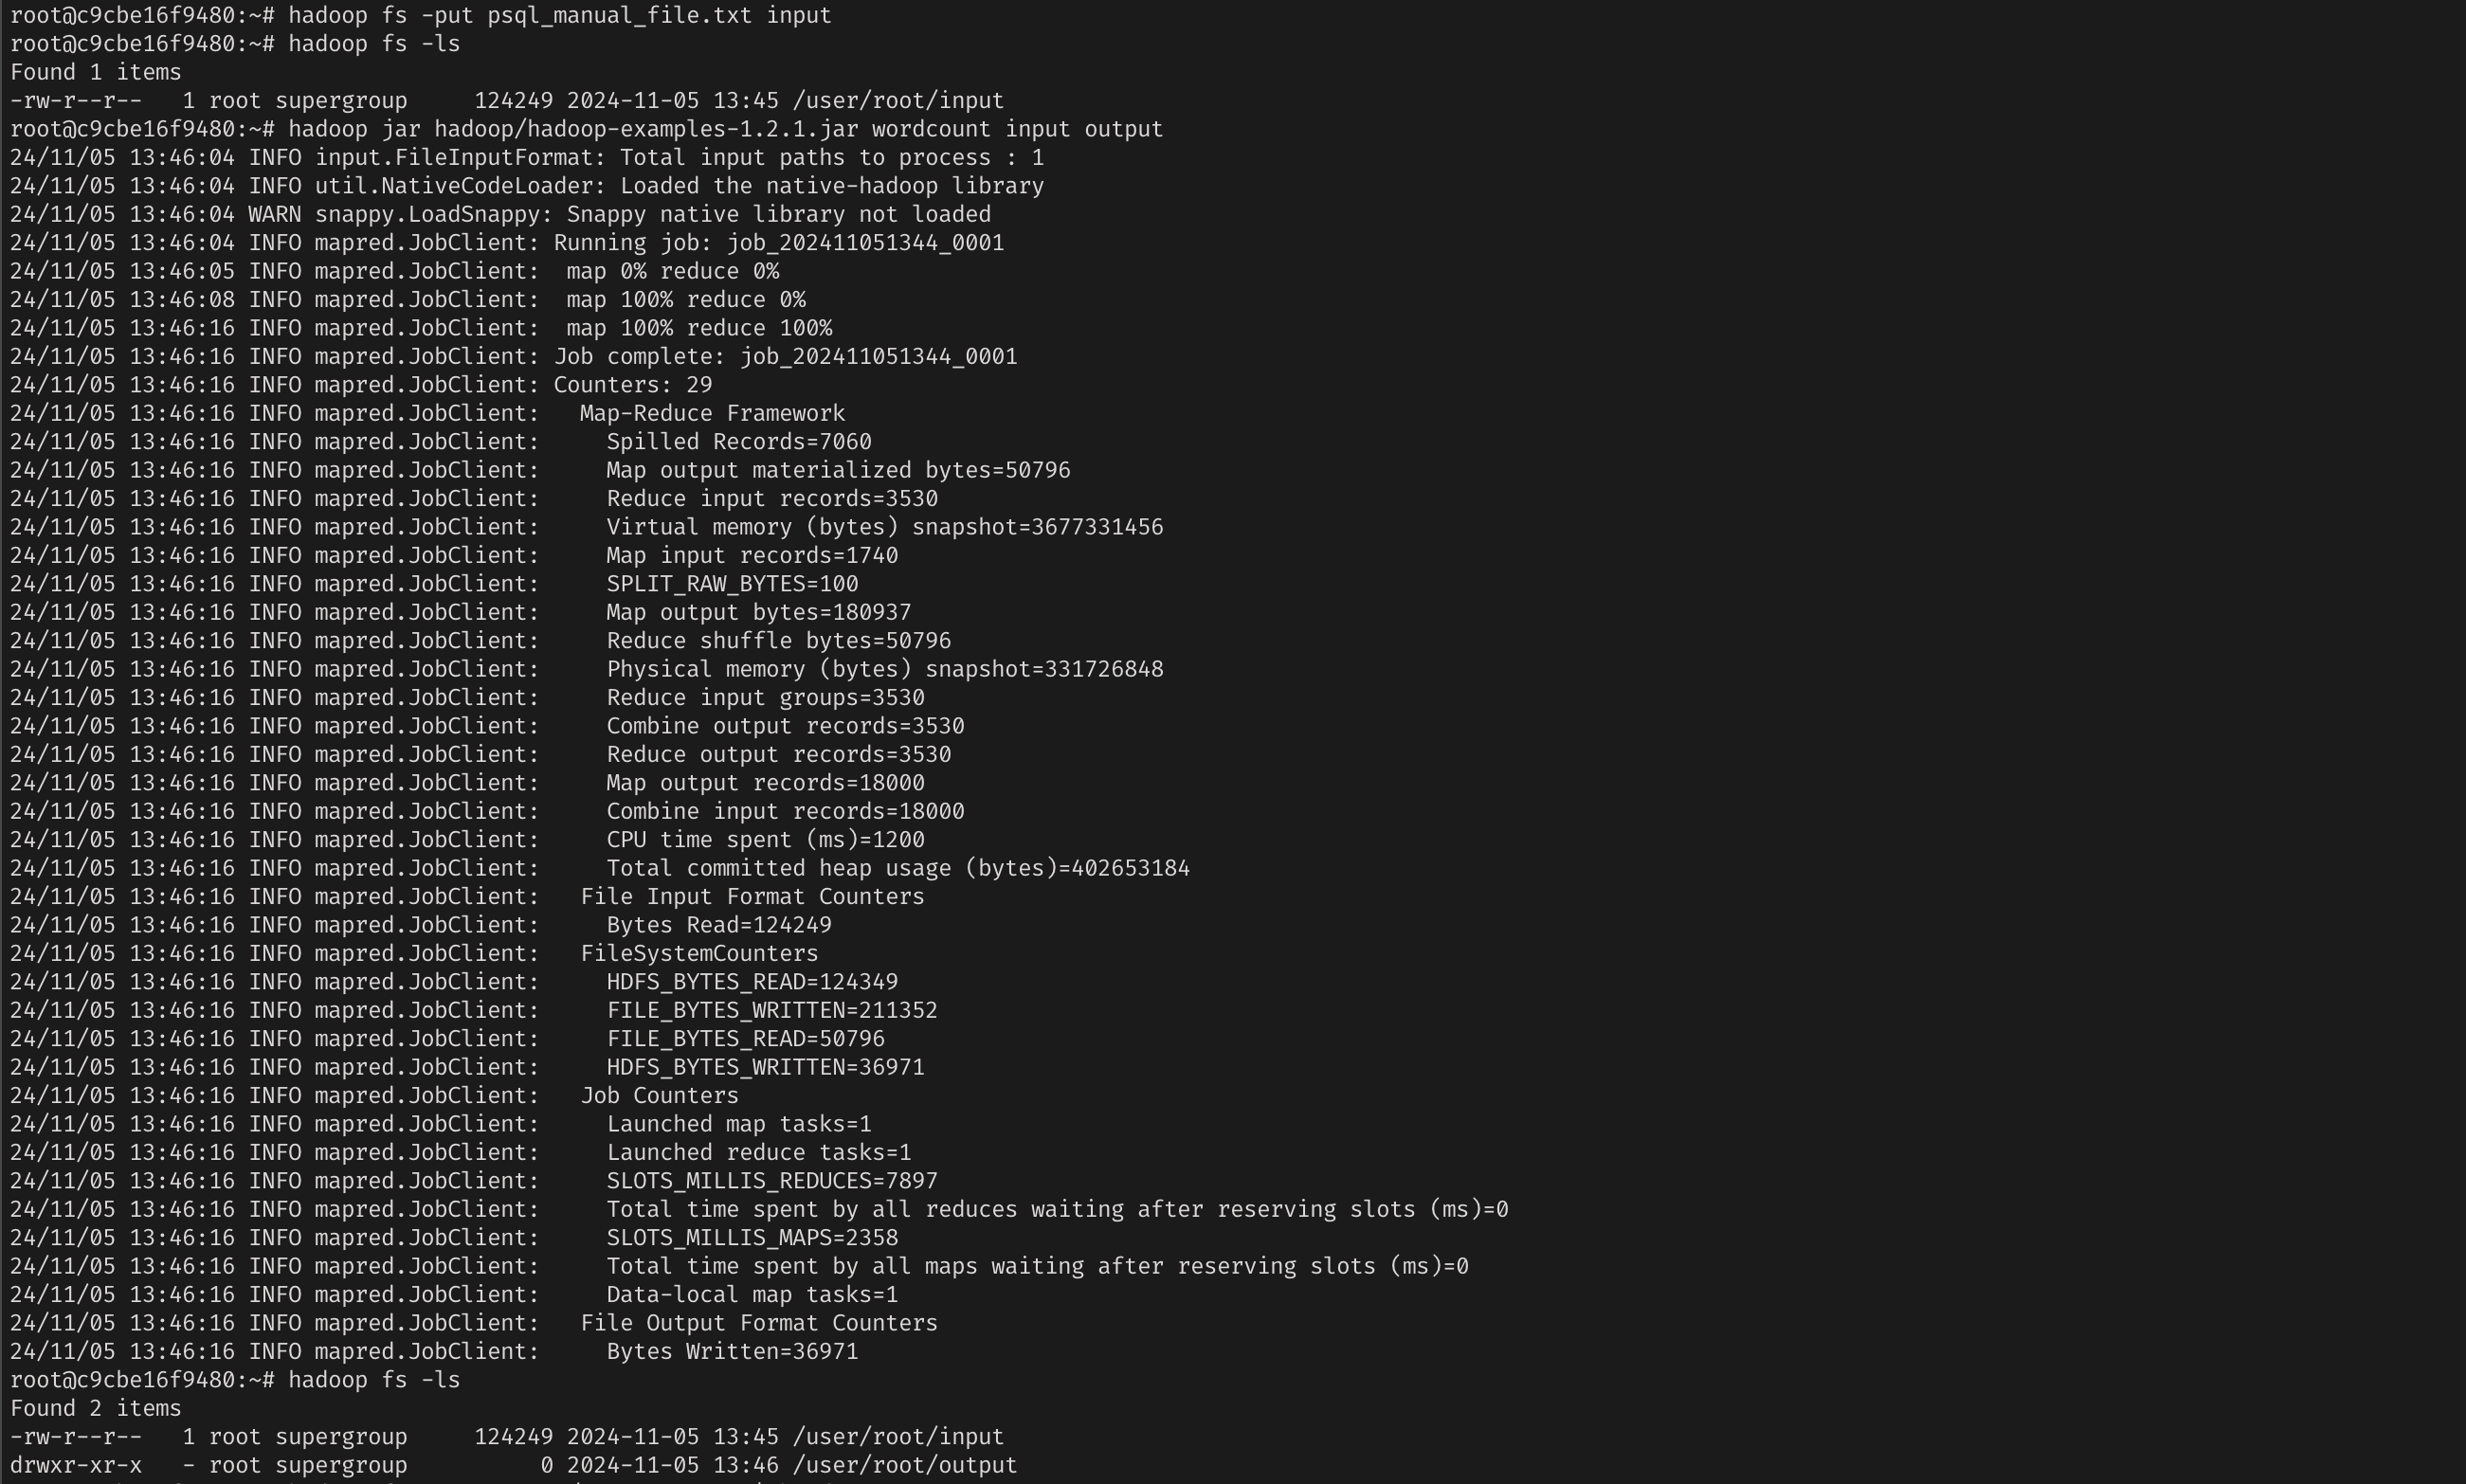 root@c9cbe16f9480:~# hadoop fs -put psql_manual_file.txt input
root@c9cbe16f9480:~# hadoop fs -ls
Found 1 items
-rw-r--r--   1 root supergroup     124249 2024-11-05 13:45 /user/root/input
root@c9cbe16f9480:~# hadoop jar hadoop/hadoop-examples-1.2.1.jar wordcount input output
24/11/05 13:46:04 INFO input.FileInputFormat: Total input paths to process : 1
24/11/05 13:46:04 INFO util.NativeCodeLoader: Loaded the native-hadoop library
24/11/05 13:46:04 WARN snappy.LoadSnappy: Snappy native library not loaded
24/11/05 13:46:04 INFO mapred.JobClient: Running job: job_202411051344_0001
24/11/05 13:46:05 INFO mapred.JobClient:  map 0% reduce 0%
24/11/05 13:46:08 INFO mapred.JobClient:  map 100% reduce 0%
24/11/05 13:46:16 INFO mapred.JobClient:  map 100% reduce 100%
24/11/05 13:46:16 INFO mapred.JobClient: Job complete: job_202411051344_0001
24/11/05 13:46:16 INFO mapred.JobClient: Counters: 29
24/11/05 13:46:16 INFO mapred.JobClient:   Map-Reduce Framework
24/11/05 13:46:16 INFO mapred.JobClient:     Spilled Records=7060
24/11/05 13:46:16 INFO mapred.JobClient:     Map output materialized bytes=50796
24/11/05 13:46:16 INFO mapred.JobClient:     Reduce input records=3530
24/11/05 13:46:16 INFO mapred.JobClient:     Virtual memory (bytes) snapshot=3677331456
24/11/05 13:46:16 INFO mapred.JobClient:     Map input records=1740
24/11/05 13:46:16 INFO mapred.JobClient:     SPLIT_RAW_BYTES=100
24/11/05 13:46:16 INFO mapred.JobClient:     Map output bytes=180937
24/11/05 13:46:16 INFO mapred.JobClient:     Reduce shuffle bytes=50796
24/11/05 13:46:16 INFO mapred.JobClient:     Physical memory (bytes) snapshot=331726848
24/11/05 13:46:16 INFO mapred.JobClient:     Reduce input groups=3530
24/11/05 13:46:16 INFO mapred.JobClient:     Combine output records=3530
24/11/05 13:46:16 INFO mapred.JobClient:     Reduce output records=3530
24/11/05 13:46:16 INFO mapred.JobClient:     Map output records=18000
24/11/05 13:46:16 INFO mapred.JobClient:     Combine input records=18000
24/11/05 13:46:16 INFO mapred.JobClient:     CPU time spent (ms)=1200
24/11/05 13:46:16 INFO mapred.JobClient:     Total committed heap usage (bytes)=402653184
24/11/05 13:46:16 INFO mapred.JobClient:   File Input Format Counters
24/11/05 13:46:16 INFO mapred.JobClient:     Bytes Read=124249
24/11/05 13:46:16 INFO mapred.JobClient:   FileSystemCounters
24/11/05 13:46:16 INFO mapred.JobClient:     HDFS_BYTES_READ=124349
24/11/05 13:46:16 INFO mapred.JobClient:     FILE_BYTES_WRITTEN=211352
24/11/05 13:46:16 INFO mapred.JobClient:     FILE_BYTES_READ=50796
24/11/05 13:46:16 INFO mapred.JobClient:     HDFS_BYTES_WRITTEN=36971
24/11/05 13:46:16 INFO mapred.JobClient:   Job Counters
24/11/05 13:46:16 INFO mapred.JobClient:     Launched map tasks=1
24/11/05 13:46:16 INFO mapred.JobClient:     Launched reduce tasks=1
24/11/05 13:46:16 INFO mapred.JobClient:     SLOTS_MILLIS_REDUCES=7897
24/11/05 13:46:16 INFO mapred.JobClient:     Total time spent by all reduces waiting after reserving slots (ms)=0
24/11/05 13:46:16 INFO mapred.JobClient:     SLOTS_MILLIS_MAPS=2358
24/11/05 13:46:16 INFO mapred.JobClient:     Total time spent by all maps waiting after reserving slots (ms)=0
24/11/05 13:46:16 INFO mapred.JobClient:     Data-local map tasks=1
24/11/05 13:46:16 INFO mapred.JobClient:   File Output Format Counters
24/11/05 13:46:16 INFO mapred.JobClient:     Bytes Written=36971
root@c9cbe16f9480:~# hadoop fs -ls
Found 2 items
-rw-r--r--   1 root supergroup     124249 2024-11-05 13:45 /user/root/input
drwxr-xr-x   - root supergroup          0 2024-11-05 13:46 /user/root/output